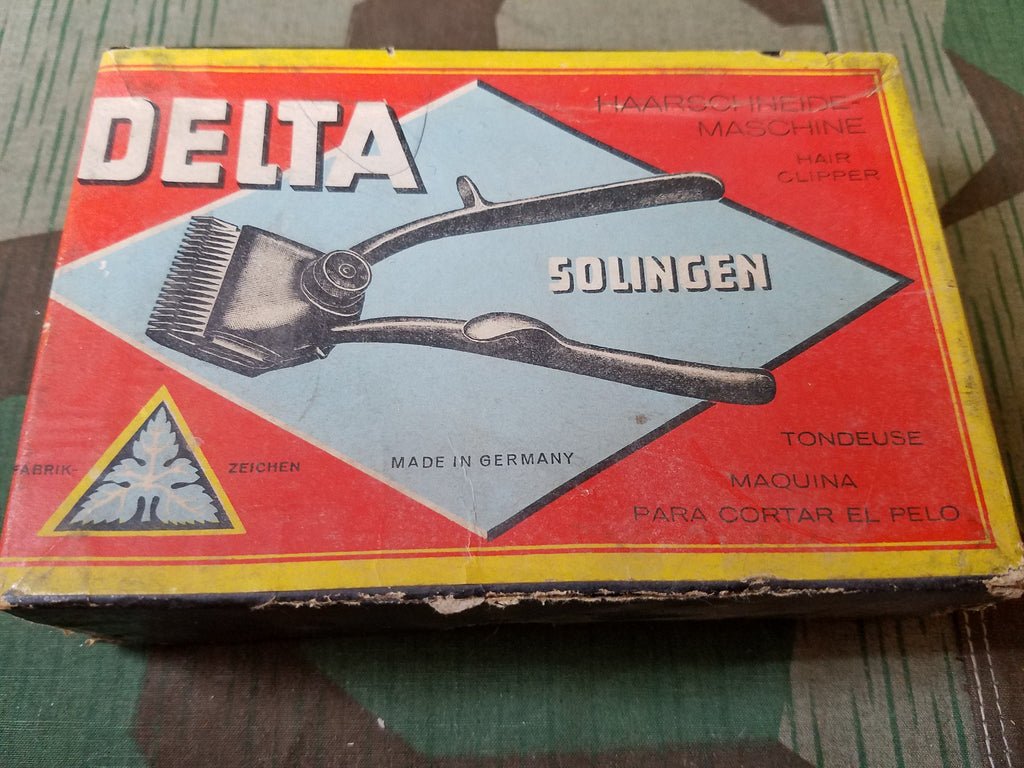 DELTA
HAARSCHNEIDE-
MASCHINE
HAIR
CLIPPER
SOLINGEN
FABRIK-
ZEICHEN
MADE IN GERMANY
TONDEUSE
MAQUINA
PARA CORTAR EL PELO